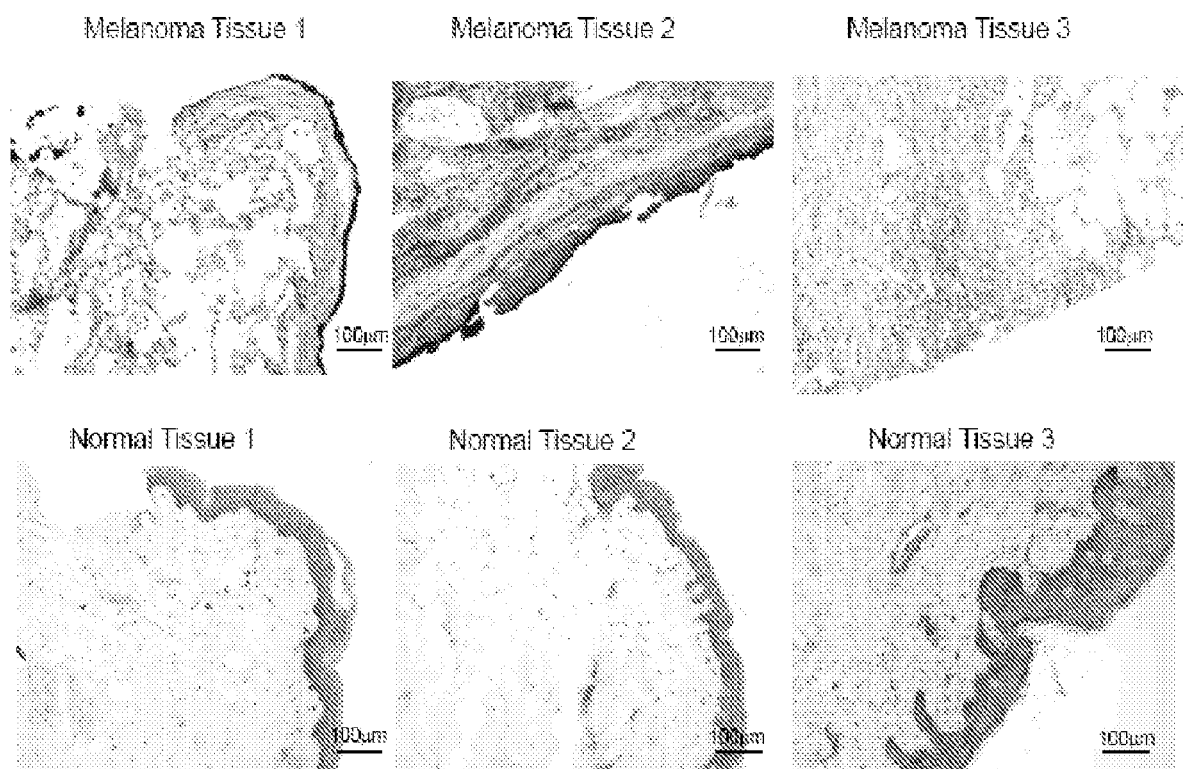 Melanoma Tissue 1
Melanoma Tissue 2
Melanoma Tissue 3
100μm
100μm
100μm
Normal Tissue 1
Normal Tissue 2
Normal Tissue 3
100μm
100μm
100μm